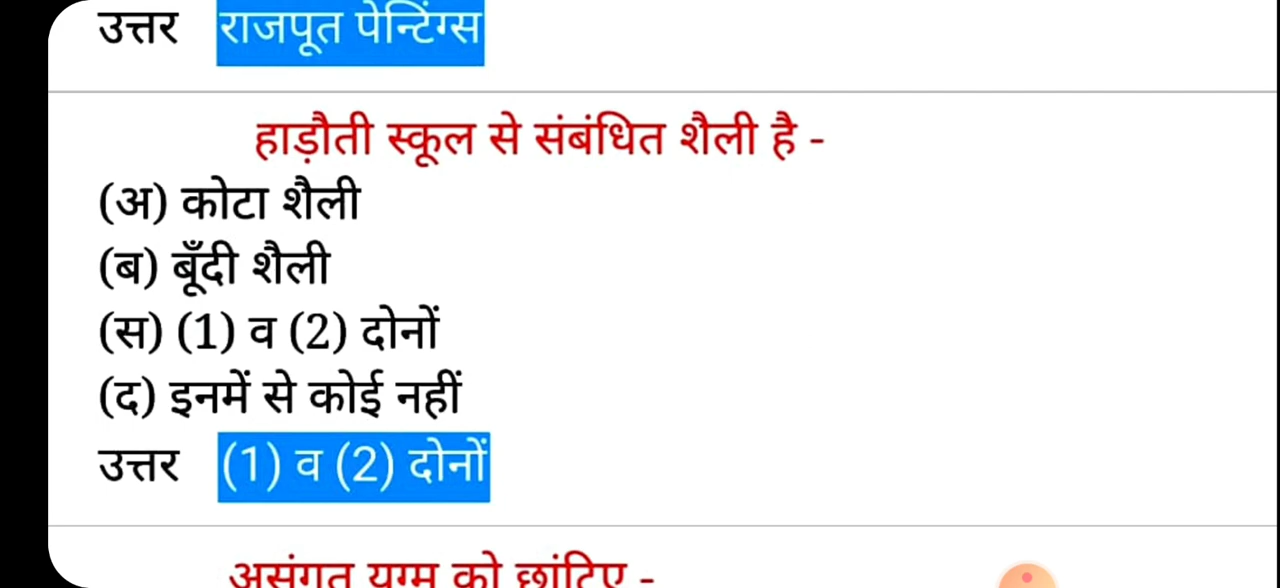 उत्तर राजपूत पेन्टिंग्स
हाड़ौती स्कूल से संबंधित शैली है -
(अ) कोटा शैली
(ब) बूँदी शैली
(स) (1) व (2) दोनों
(द) इनमें से कोई नहीं
उत्तर (1) व (2) दोनों
असंगत युग्म को छांटिए -